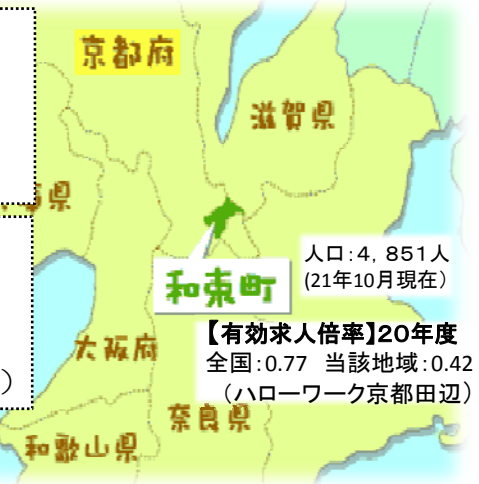 京都府
滋賀県
県
人口:4,851人
(21年10月現在)
和束町
【有効求人倍率】20年度
全国:0.77 当該地域:0.42
(ハローワーク京都田辺)
大阪府
)
奈良県
和歌山県